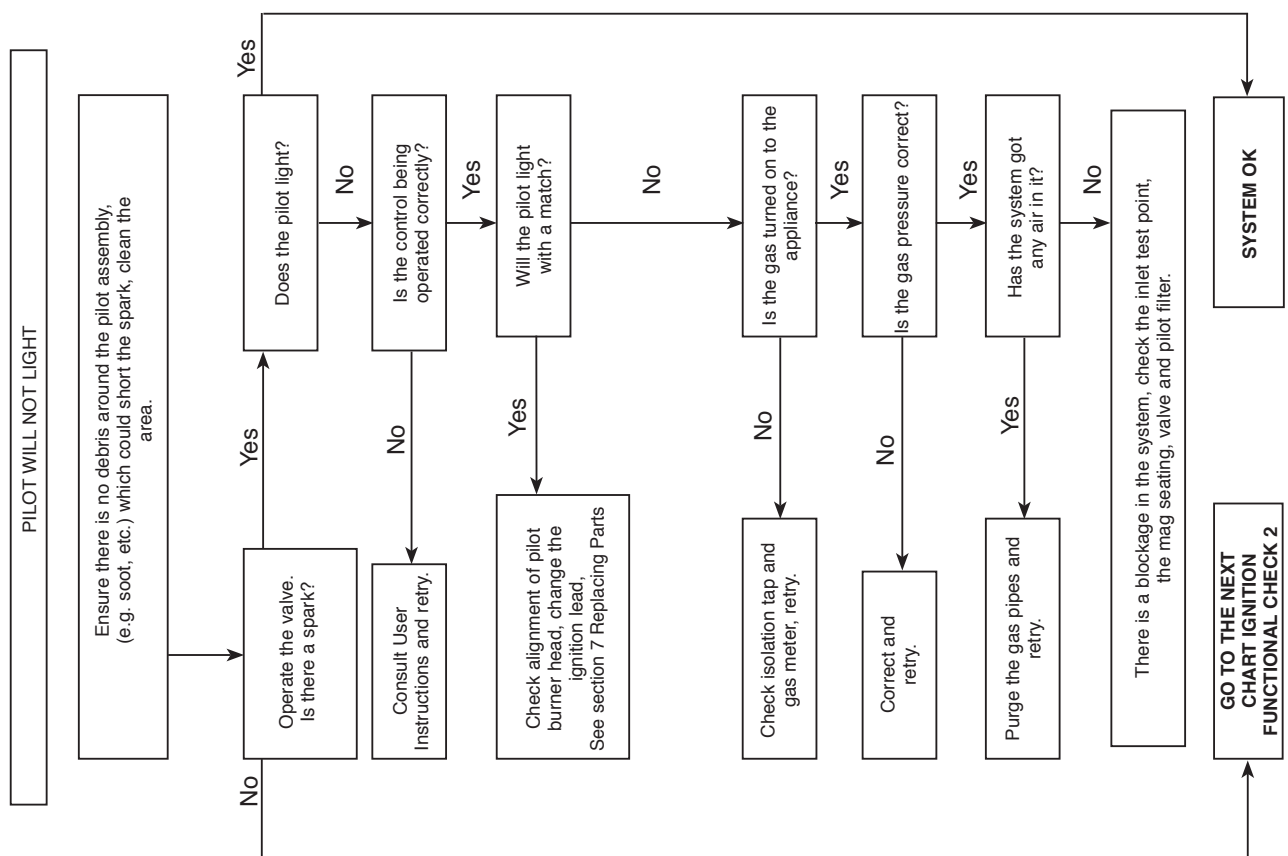 PILOT WILL NOT LIGHT
Ensure there is no debris around the pilot assembly,
(e.g. soot, etc.) which could short the spark, clean the
area.
Operate the valve.
Is there a spark?
No
Yes
Does the pilot light?
Yes
No
Is the control being
operated correctly?
No
Consult User
Instructions and retry.
Yes
Will the pilot light
with a match?
Yes
Check alignment of pilot
burner head, change the
ignition lead,
See section 7 Replacing Parts
No
Is the gas turned on to the
appliance?
No
Check isolation tap and
gas meter, retry.
Yes
Is the gas pressure correct?
No
Correct and
retry.
Yes
Has the system got
any air in it?
Yes
Purge the gas pipes and
retry.
No
There is a blockage in the system, check the inlet test point,
the mag seating, valve and pilot filter.
GO TO THE NEXT
CHART IGNITION
FUNCTIONAL CHECK 2
SYSTEM OK